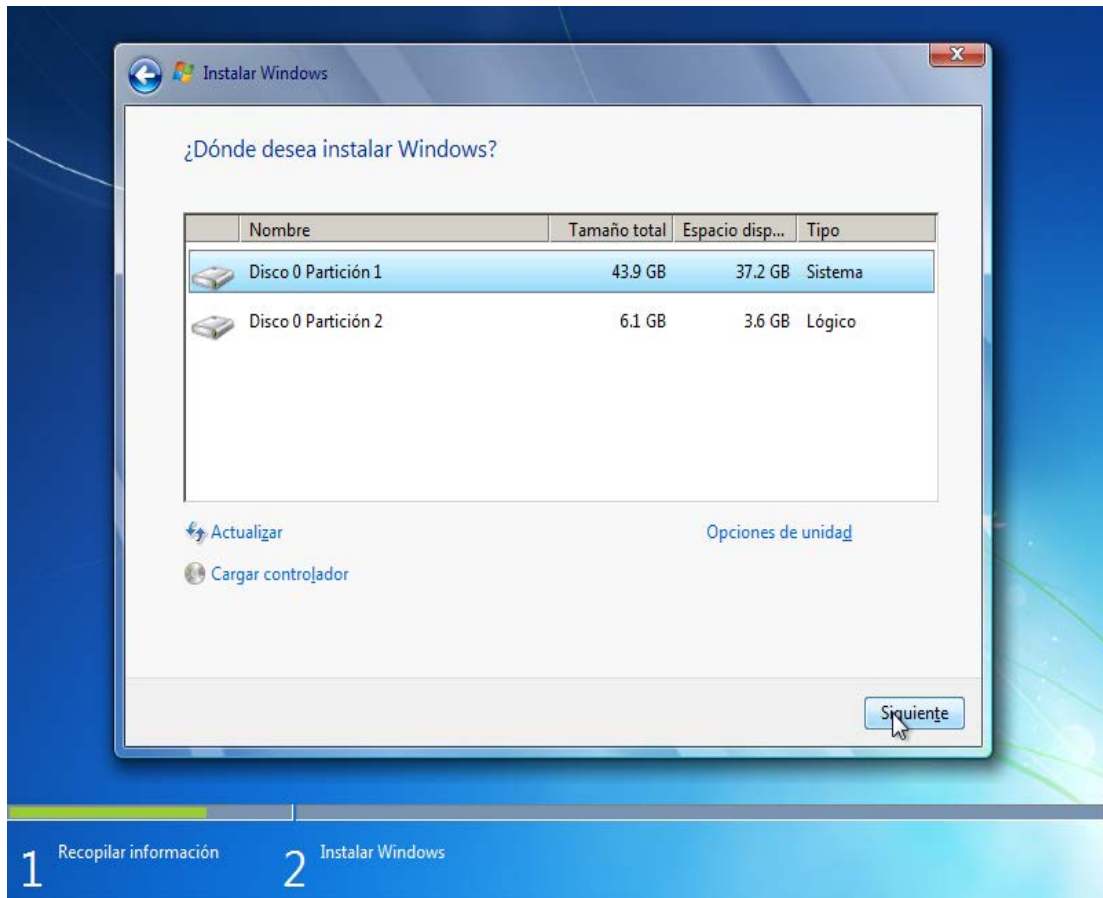 Instalar Windows
X
¿Dónde desea instalar Windows?
Nombre Tamaño total Espacio disp... Tipo
Disco 0 Partición 1 43.9 GB 37.2 GB Sistema
Disco 0 Partición 2 6.1 GB 3.6 GB Lógico
Actualizar Opciones de unidad
Cargar controlador
Siguiente
1 Recopilar información 2 Instalar Windows